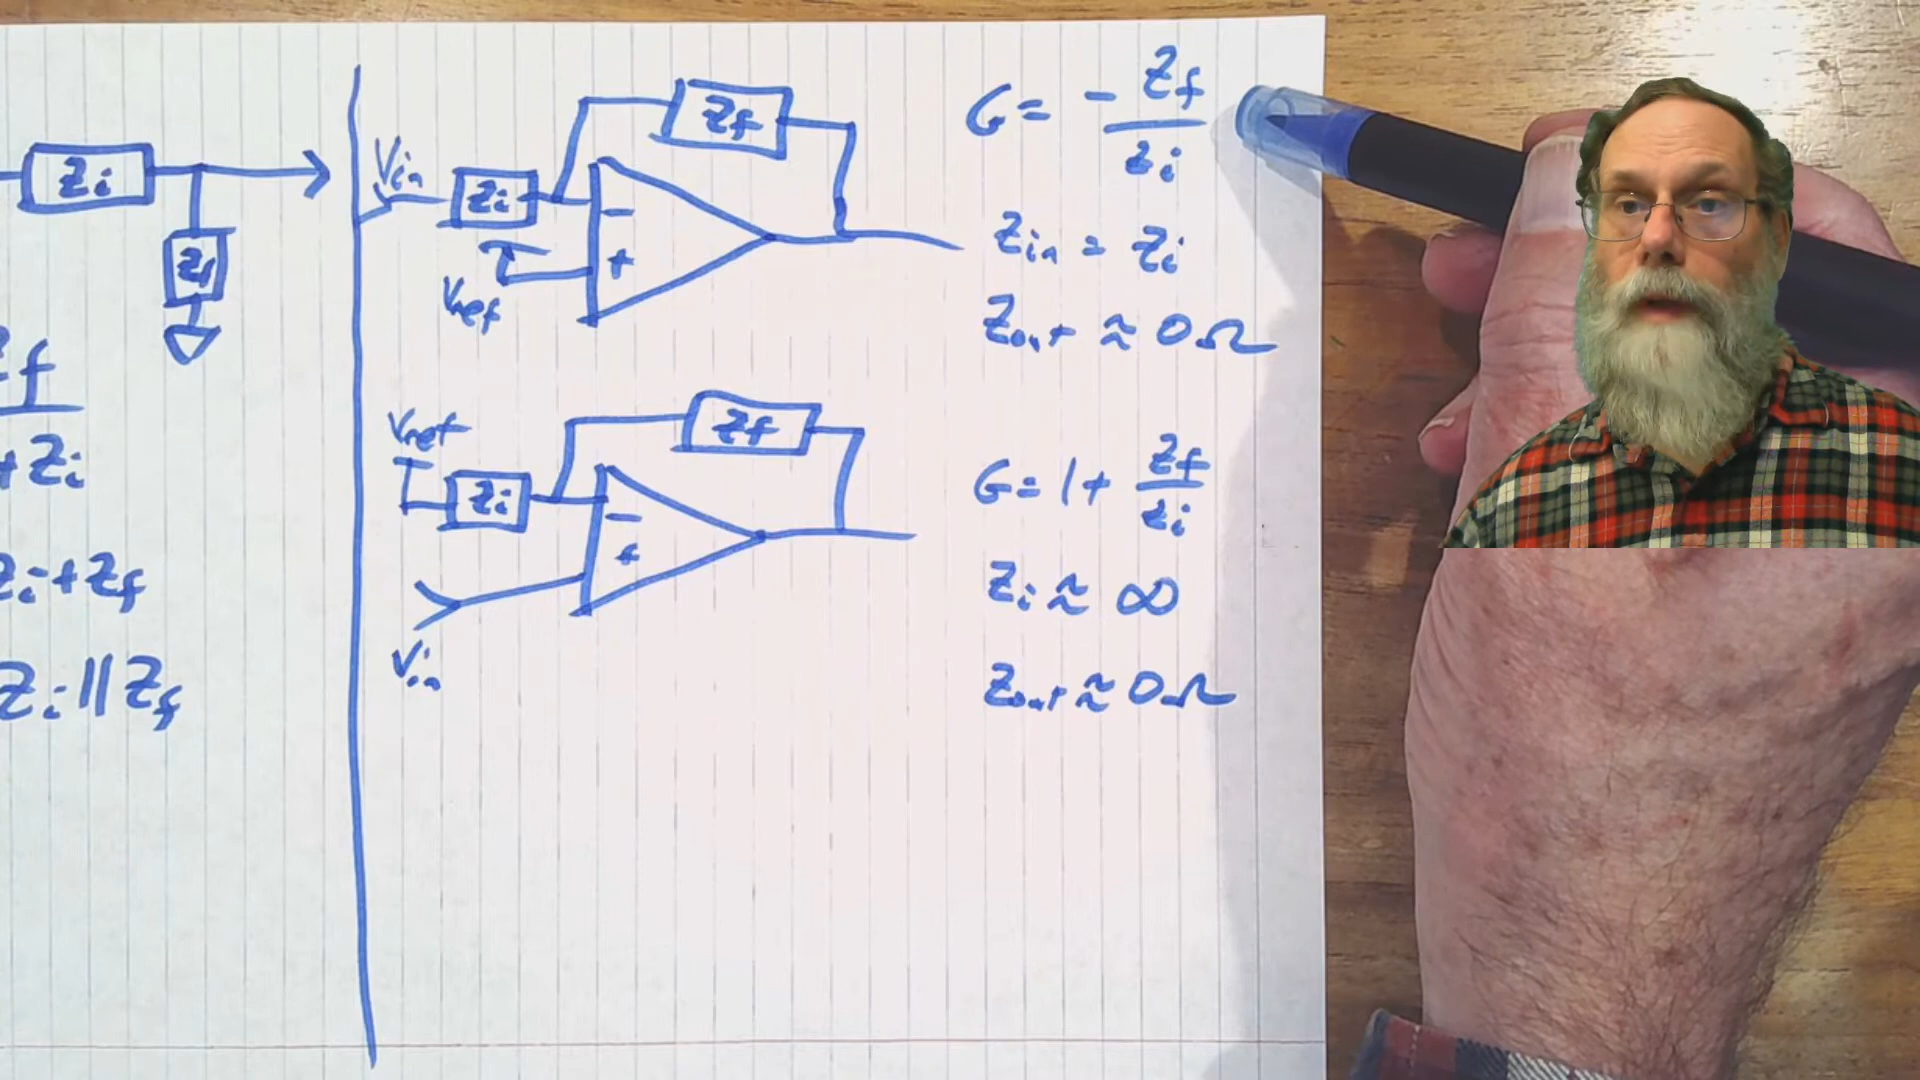 Zi
Zf
Zf
+Zi
Zi+Zf
Zi||Zf
Vin
Zi
Zf
-
+
Vref
G = - Zf/Zi
Zin = Zi
Zout ≈ 0Ω
Vref
Zi
Zf
-
+
Vin
G = 1 + Zf/Zi
Zi ≈ ∞
Zout ≈ 0Ω